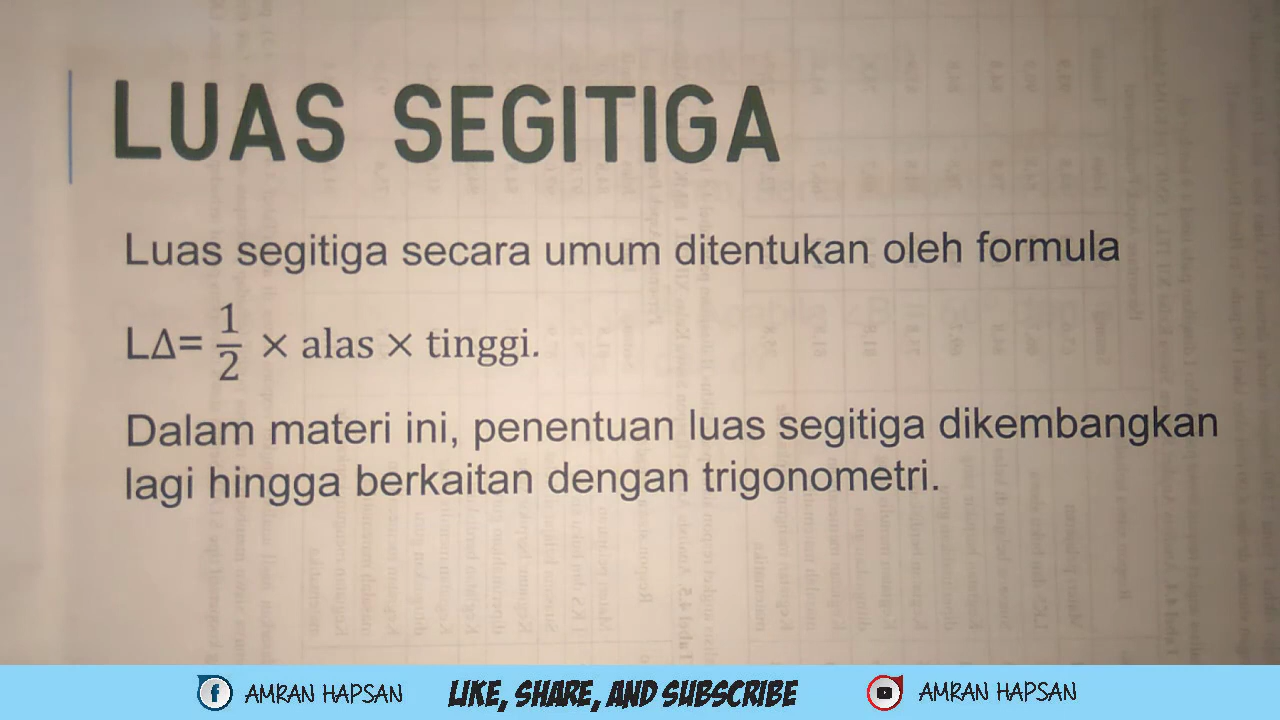 LUAS SEGITIGA
Luas segitiga secara umum ditentukan oleh formula
LΔ= 1/2 × alas × tinggi.
Dalam materi ini, penentuan luas segitiga dikembangkan
lagi hingga berkaitan dengan trigonometri.
AMRAN HAPSAN LIKE, SHARE, AND SUBSCRIBE AMRAN HAPSAN